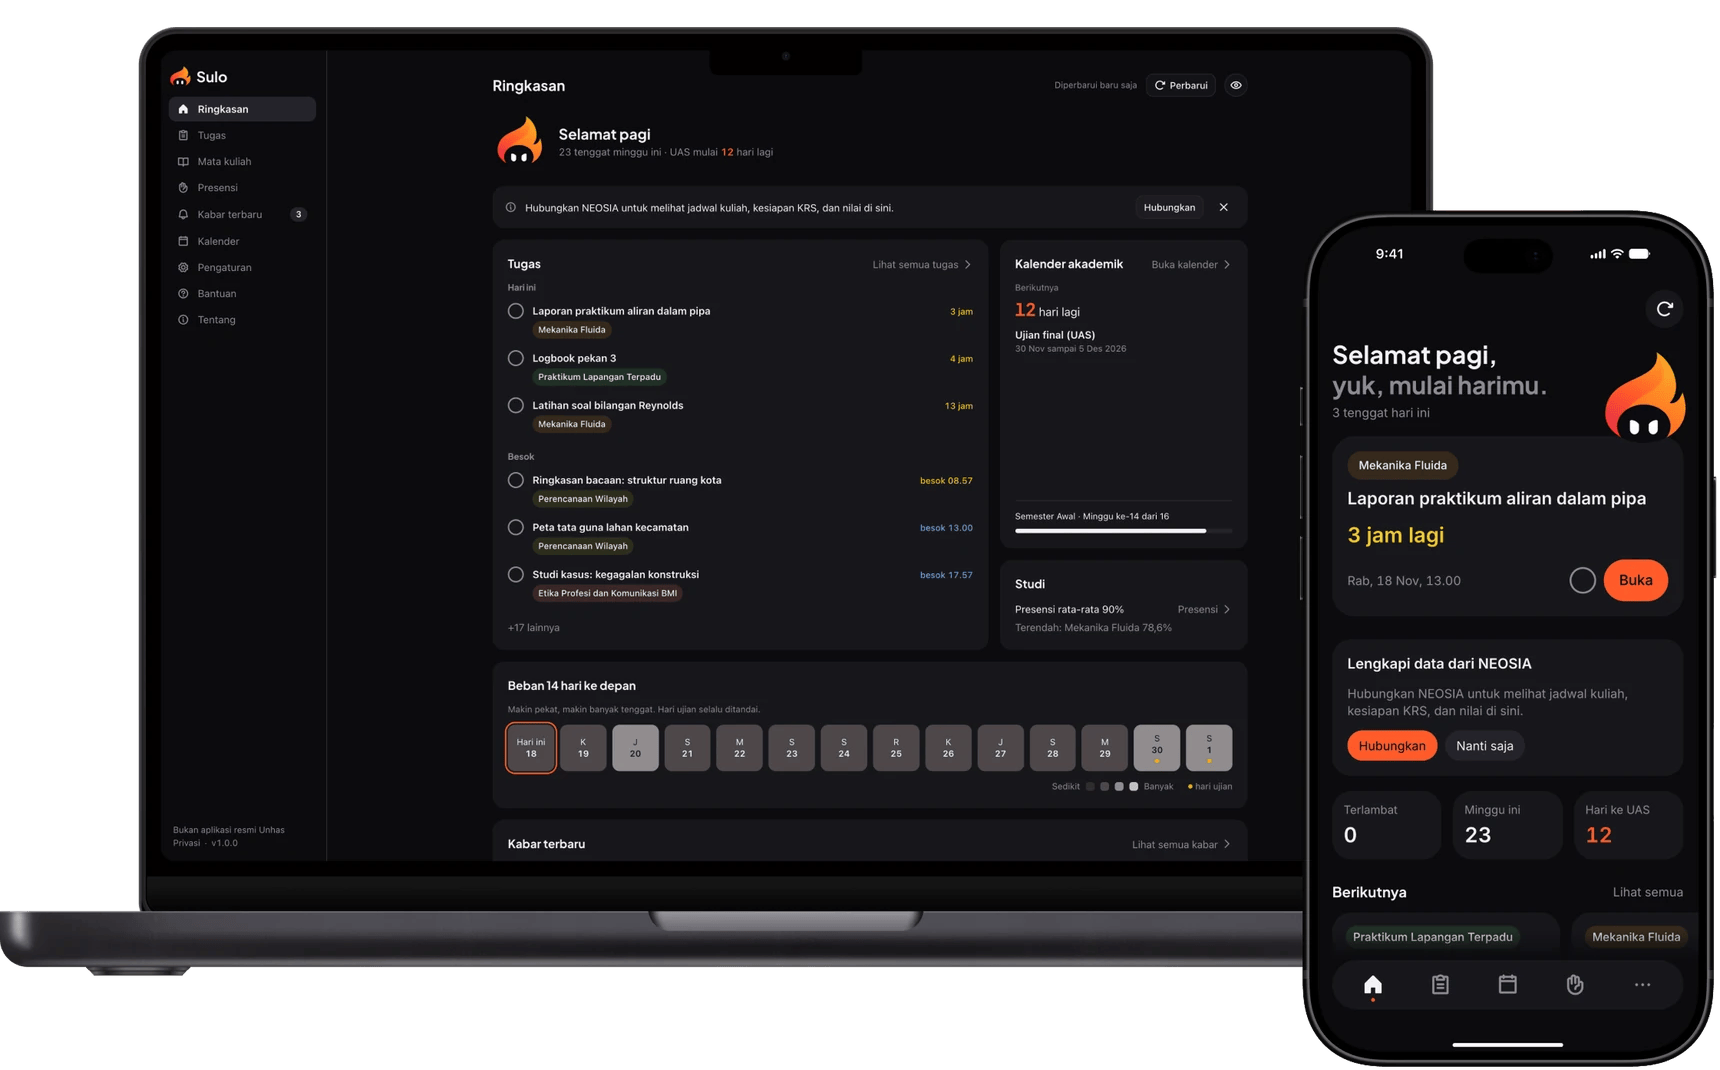 Sulo
Ringkasan
Tugas
Mata kuliah
Presensi
Kabar terbaru 3
Kalender
Pengaturan
Bantuan
Tentang
Bukan aplikasi resmi Unhas
Privasi · v1.0.0
Ringkasan
Diperbarui baru saja Perbarui
Selamat pagi
23 tenggat minggu ini · UAS mulai 12 hari lagi
Hubungkan NEOSIA untuk melihat jadwal kuliah, kesiapan KRS, dan nilai di sini. Hubungkan
Tugas Lihat semua tugas
Hari ini
Laporan praktikum aliran dalam pipa 3 jam
Mekanika Fluida
Logbook pekan 3 4 jam
Praktikum Lapangan Terpadu
Latihan soal bilangan Reynolds 13 jam
Mekanika Fluida
Besok
Ringkasan bacaan: struktur ruang kota besok 08.57
Perencanaan Wilayah
Peta tata guna lahan kecamatan besok 13.00
Perencanaan Wilayah
Studi kasus: kegagalan konstruksi besok 17.57
Etika Profesi dan Komunikasi BMI
+17 lainnya
Kalender akademik Buka kalender
Berikutnya
12 hari lagi
Ujian final (UAS)
30 Nov sampai 5 Des 2026
Semester Awal · Minggu ke-14 dari 16
Studi
Presensi rata-rata 90% Presensi
Terendah: Mekanika Fluida 78,6%
Beban 14 hari ke depan
Makin pekat, makin banyak tenggat. Hari ujian selalu ditandai.
Hari ini K J S M S S R K J S M S S
18 19 20 21 22 23 24 25 26 27 28 29 30 1
Sedikit Banyak hari ujian
Kabar terbaru Lihat semua kabar
9:41
Selamat pagi,
yuk, mulai harimu.
3 tenggat hari ini
Mekanika Fluida
Laporan praktikum aliran dalam pipa
3 jam lagi
Rab, 18 Nov, 13.00 Buka
Lengkapi data dari NEOSIA
Hubungkan NEOSIA untuk melihat jadwal kuliah,
kesiapan KRS, dan nilai di sini.
Hubungkan Nanti saja
Terlambat Minggu ini Hari ke UAS
0 23 12
Berikutnya Lihat semua
Praktikum Lapangan Terpadu Mekanika Fluida